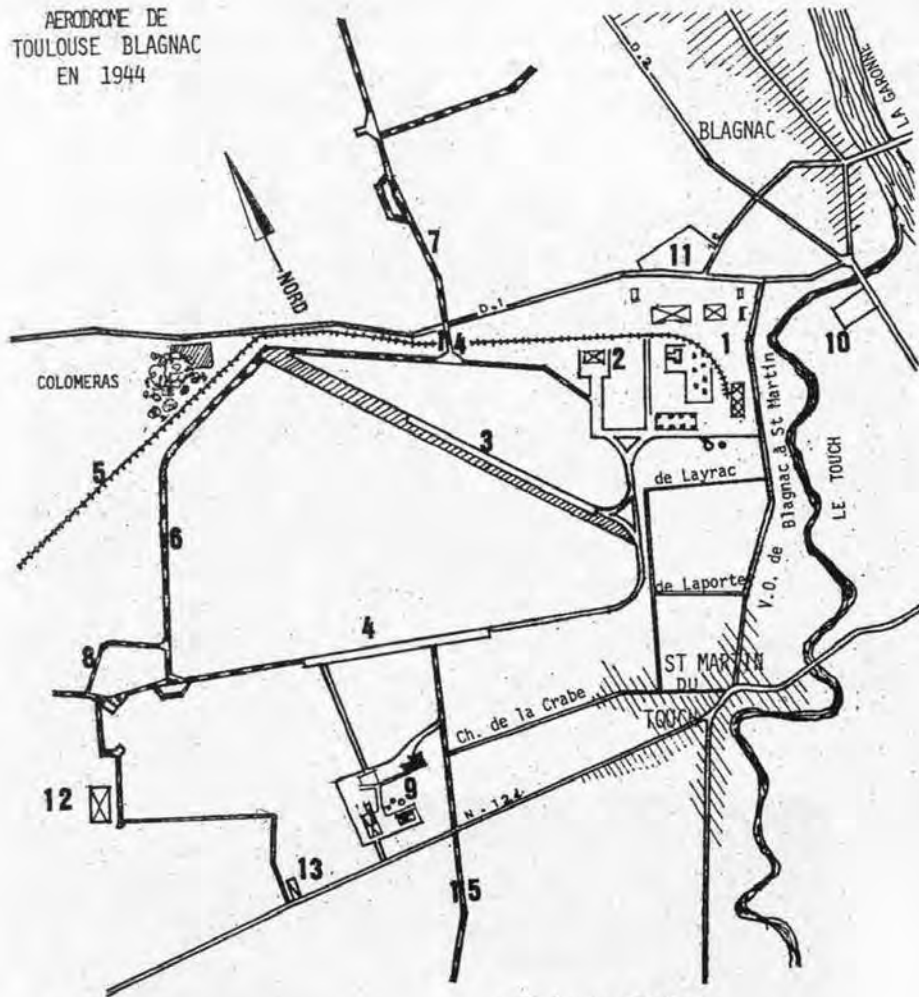 AERODROME DE
TOULOUSE BLAGNAC
EN 1944
D.2
LA GARONNE
BLAGNAC
7
11
NORD
D.1
14
2
1
10
COLOMERAS
3
5
de Layrac
V.O. de Blagnac à St Martin
LE TOUCH
6
de Laporte
4
8
ST MARTIN
DU
TOUCH
Ch. de la Crabe
12
9
N.124
13
15